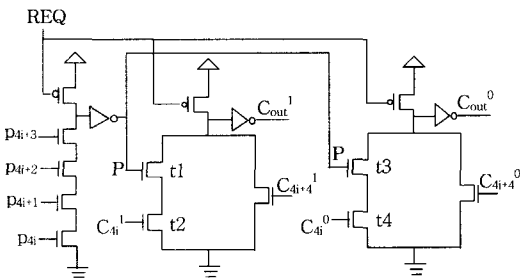 REQ
C_out^1
C_out^0
p_4i+3
p_4i+2
p_4i+1
p_4i
P
t1
t2
C_4i^1
C_4i+4^1
P
t3
t4
C_4i^0
C_4i+4^0